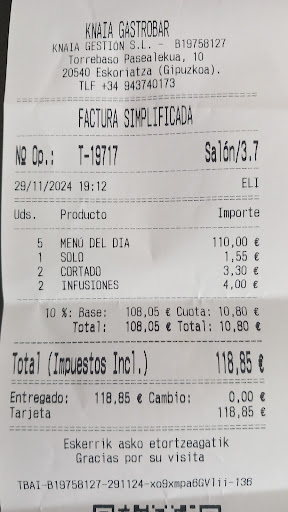 KNAIA GASTROBAR
KNAIA GESTION S.L. - B19758127
Torrebaso Pasealekua, 10
20540 Eskoriatza (Gipuzkoa).
TLF +34 943740173
FACTURA SIMPLIFICADA
Nº Op.: T-19717 Salón/3.7
29/11/2024 19:12 ELI
Uds. Producto Importe
5 MENÚ DEL DIA 110,00 €
1 SOLO 1,55 €
2 CORTADO 3,30 €
2 INFUSIONES 4,00 €
10 %: Base: 108,05 € Cuota: 10,80 €
Total: 108,05 € Total: 10,80 €
Total (Impuestos Incl.) 118,85 €
Entregado: 118,85 € Cambio: 0,00 €
Tarjeta 118,85 €
Eskerrik asko etortzeagatik
Gracias por su visita
TBAI-B19758127-291124-xo9xmpa6GVlii-136